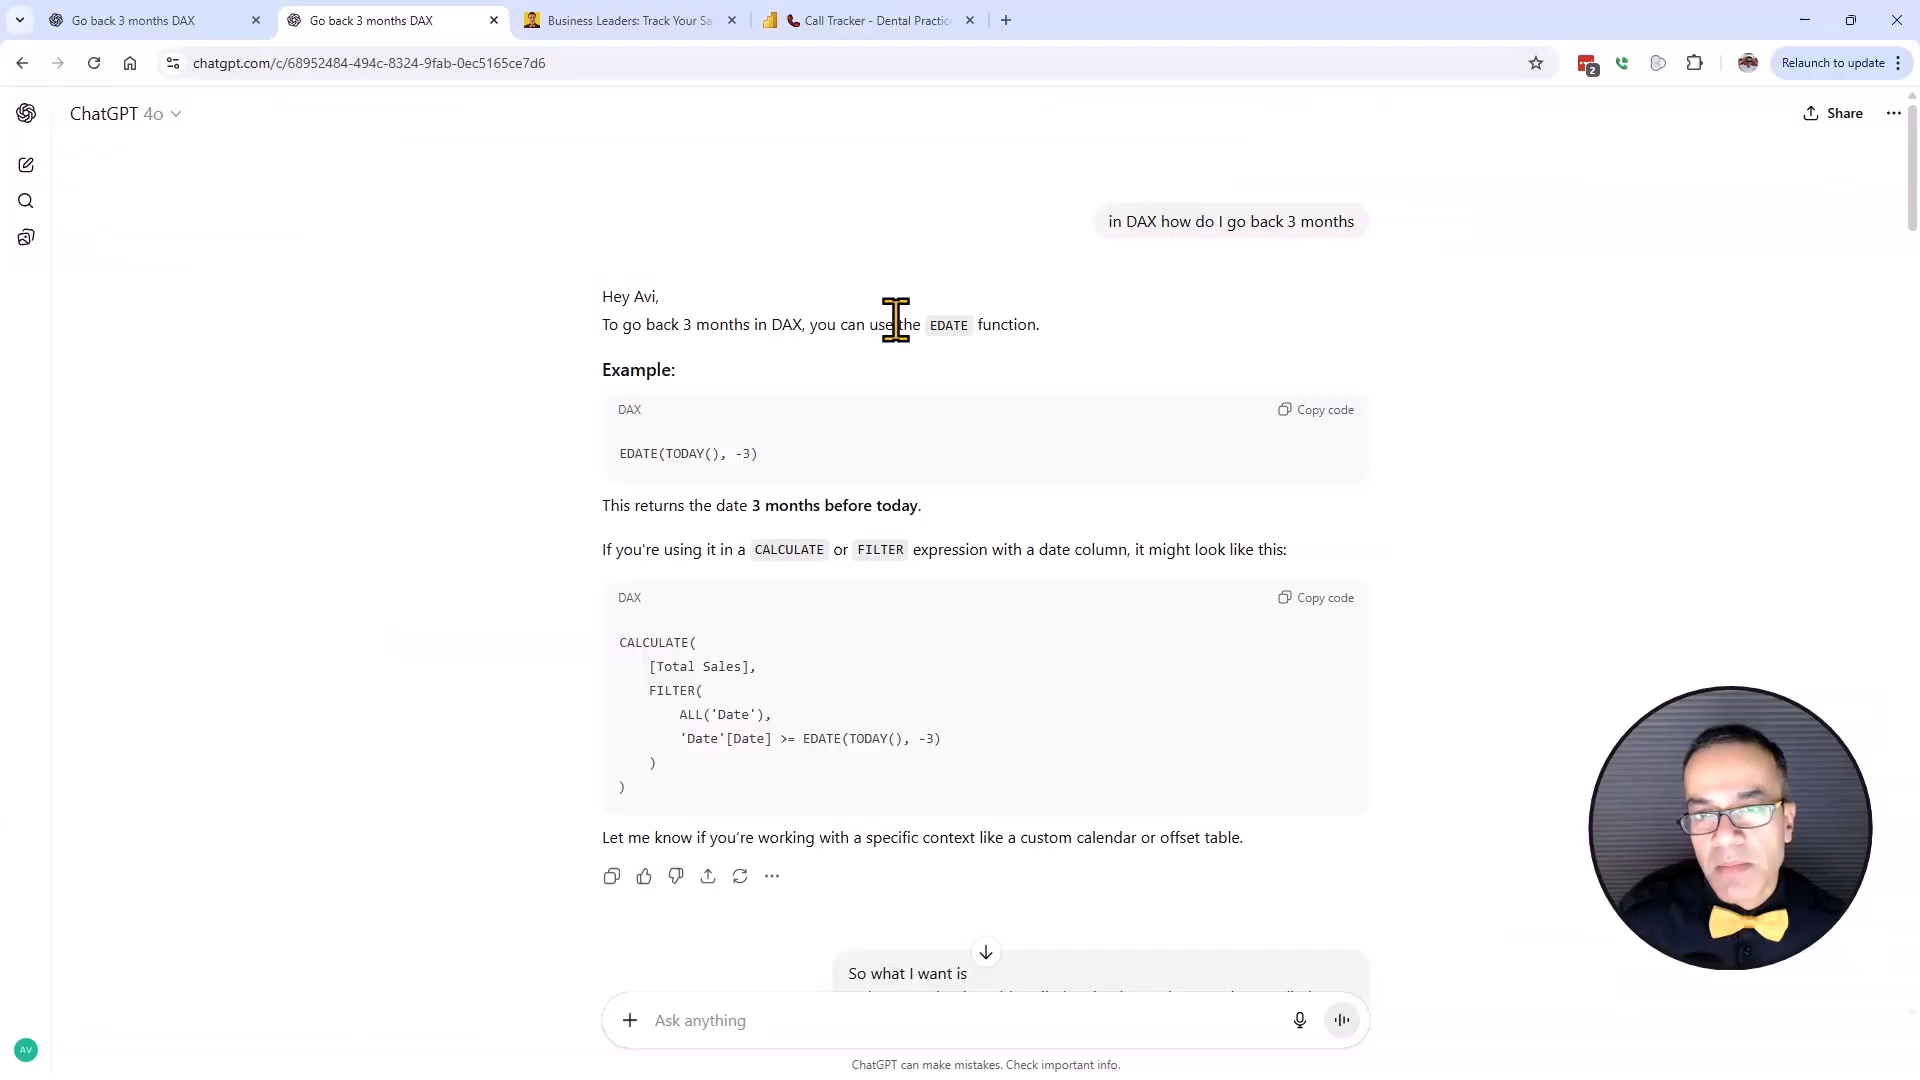 Go back 3 months DAX
Go back 3 months DAX
Business Leaders: Track Your Sa
Call Tracker - Dental Practic
chatgpt.com/c/68952484-494c-8324-9fab-0ec5165ce7d6
2
Relaunch to update
ChatGPT 4o
Share
in DAX how do I go back 3 months
Hey Avi,
To go back 3 months in DAX, you can use the EDATE function.
Example:
DAX
Copy code
EDATE(TODAY(), -3)
This returns the date 3 months before today.
If you're using it in a CALCULATE or FILTER expression with a date column, it might look like this:
DAX
Copy code
CALCULATE(
[Total Sales],
FILTER(
ALL('Date'),
'Date'[Date] >= EDATE(TODAY(), -3)
)
)
Let me know if you're working with a specific context like a custom calendar or offset table.
So what I want is
Ask anything
AV
ChatGPT can make mistakes. Check important info.